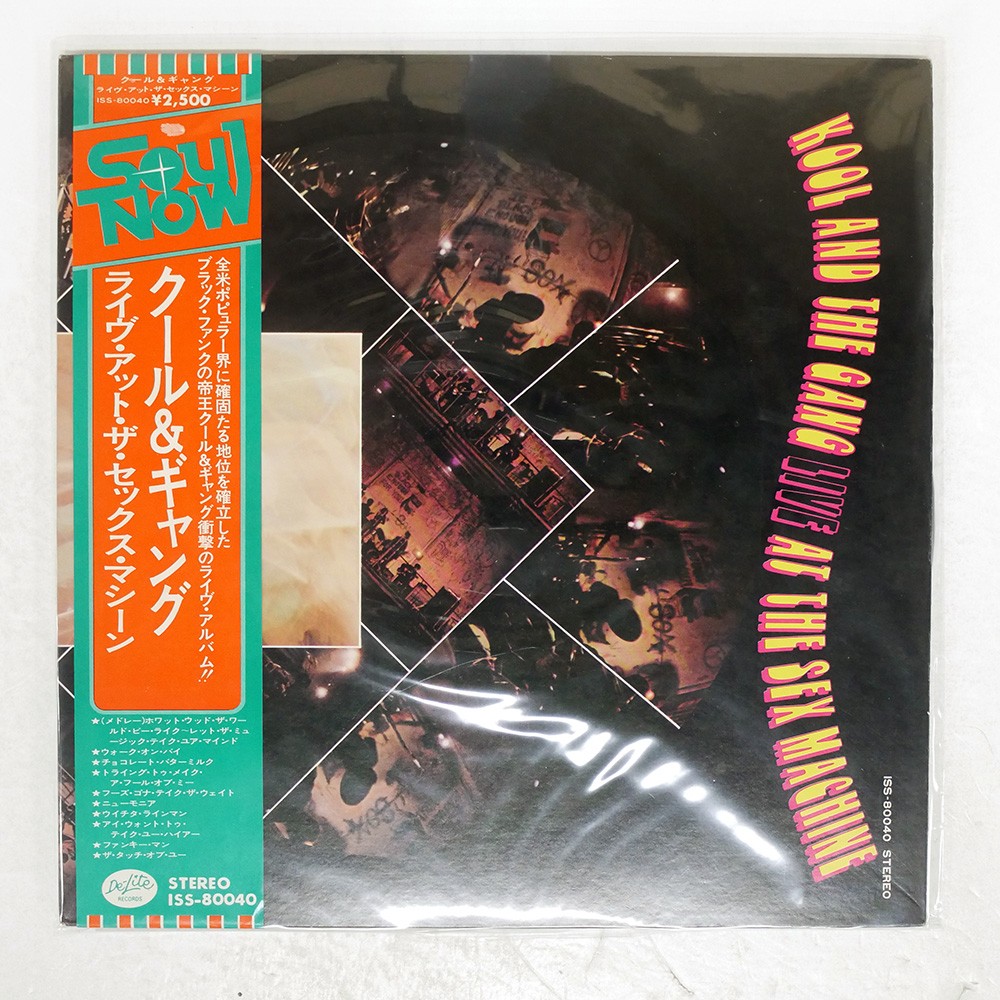 クール&ギャング
ライヴ・アット・ザ・セックス・マシーン
ISS-80040 ¥2,500
Soul
Now
全米ポピュラー界に確固たる地位を確立した
ブラック・ファンクの帝王クール&ギャング衝撃のライヴ・アルバム!!
クール&ギャング
ライヴ・アット・ザ・セックス・マシーン
★(メドレー)ホワット・ウッド・ザ・ワー
ルド・ビー・ライク~レット・ザ・ミュ
ージック・テイク・ユア・マインド
★ウォーク・オン・バイ
★チョコレート・バターミルク
★トライング・トゥ・メイク・
ア・フール・オブ・ミー
★フーズ・ゴナ・テイク・ザ・ウェイト
★ニューモニア
★ウイチタ・ラインマン
★アイ・ウォント・トゥ・
テイク・ユー・ハイアー
★ファンキー・マン
★ザ・タッチ・オブ・ユー
De-Lite
RECORDS
STEREO
ISS-80040
KOOL AND THE GANG LIVE AT THE SEX MACHINE
ISS-80040 STEREO